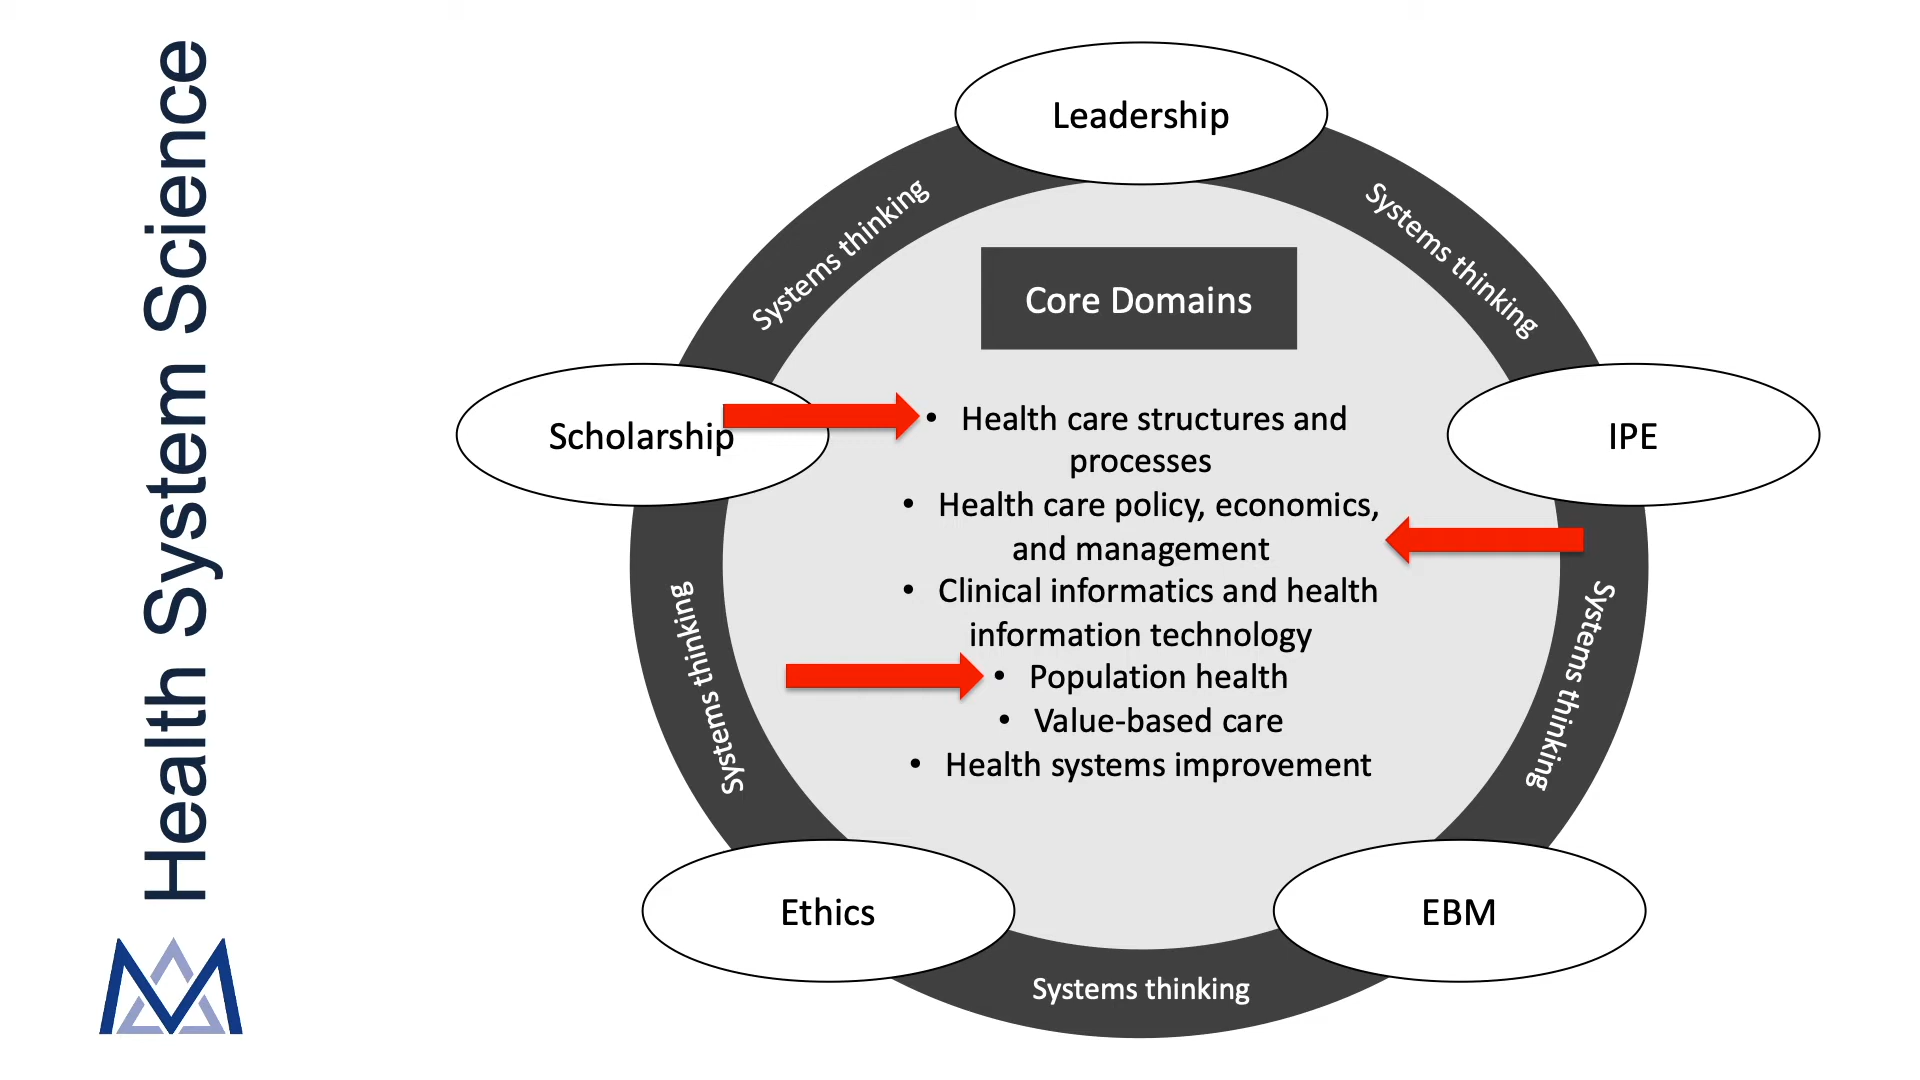 Health System Science
Leadership
Systems thinking
Systems thinking
Core Domains
Scholarship
IPE
• Health care structures and
processes
• Health care policy, economics,
and management
• Clinical informatics and health
information technology
• Population health
• Value-based care
• Health systems improvement
Systems thinking
Systems thinking
Ethics
EBM
Systems thinking